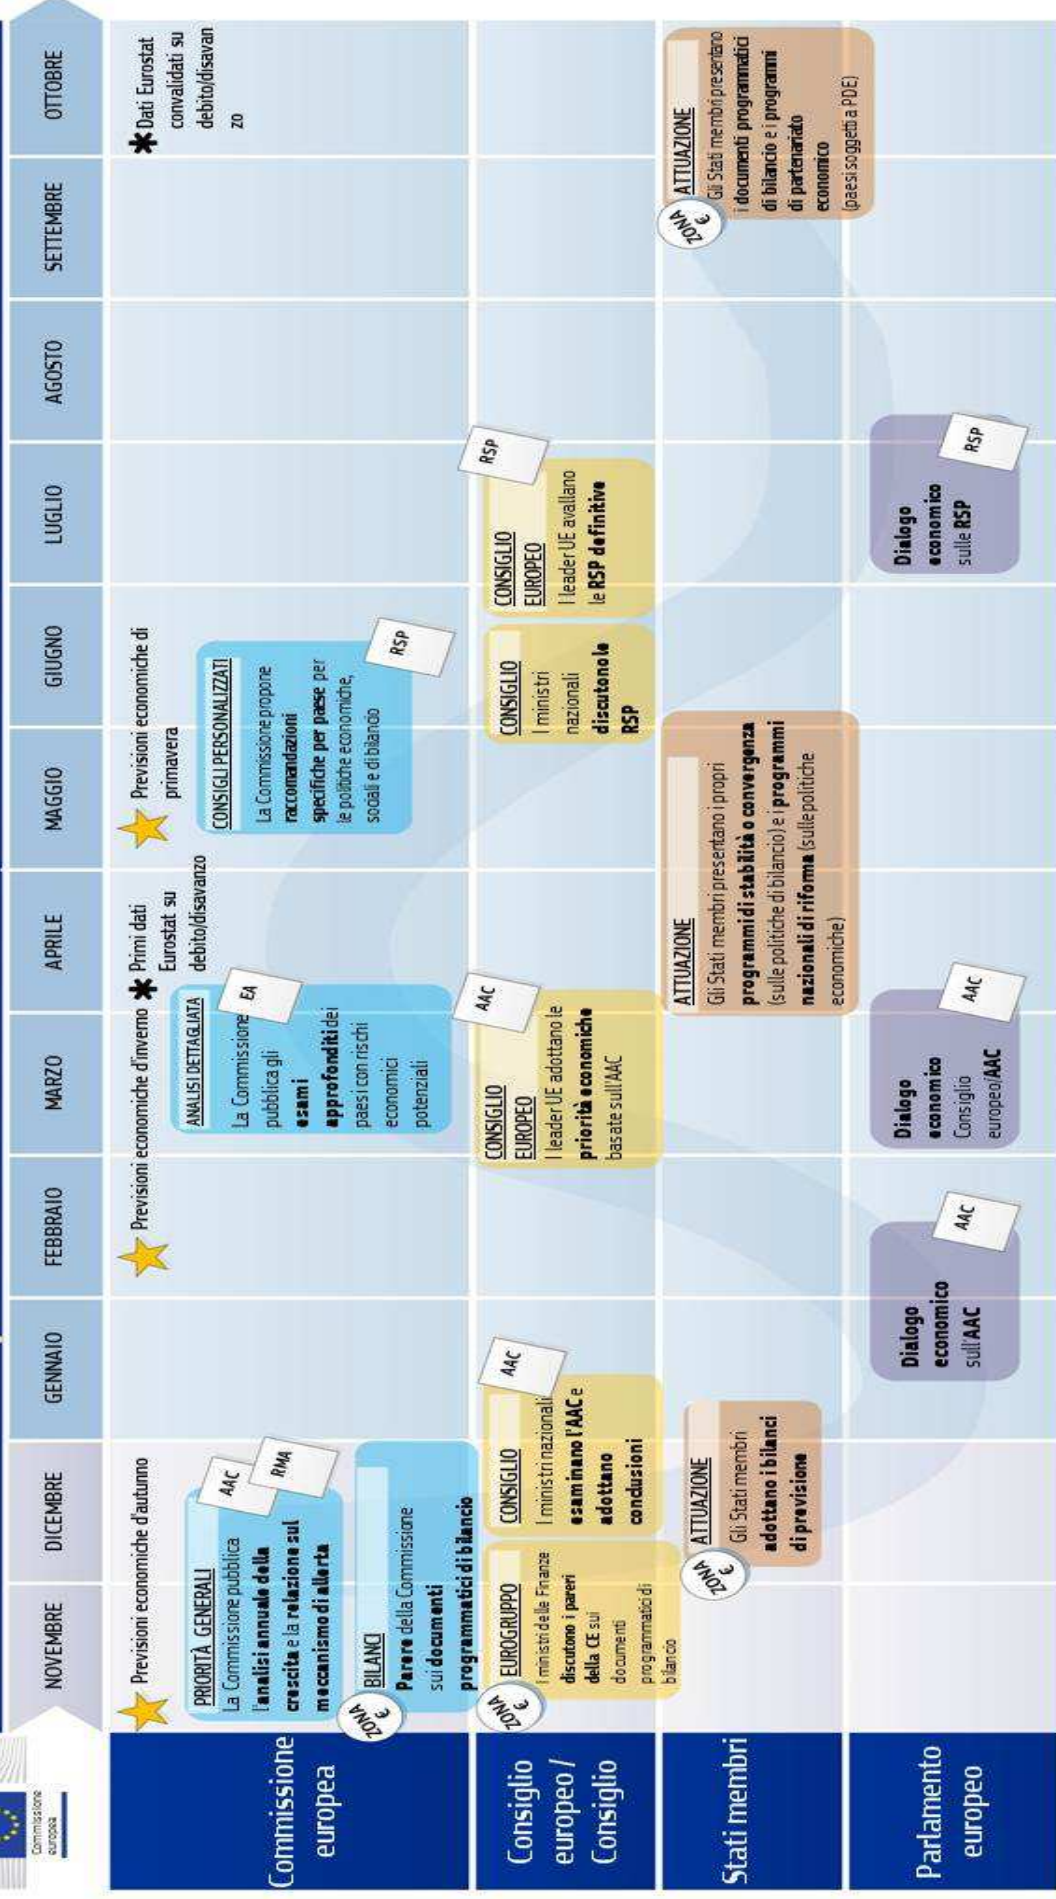 Commissione
europea
NOVEMBRE
DICEMBRE
GENNAIO
FEBBRAIO
MARZO
APRILE
MAGGIO
GIUGNO
LUGLIO
AGOSTO
SETTEMBRE
OTTOBRE
Commissione
europea
Previsioni economiche d'autunno
PRIORITÀ GENERALI
La Commissione pubblica
l'analisi annuale della
crescita e la relazione sul
meccanismo di allerta
AAC
RMA
ZONA
€
BILANCI
Parere della Commissione
sui documenti
programmatici di bilancio
Previsioni economiche d'inverno
ANALISI DETTAGLIATA
La Commissione
pubblica gli
esami
approfonditi dei
paesi con rischi
economici
potenziali
EA
Primi dati
Eurostat su
debito/disavanzo
Previsioni economiche di
primavera
CONSIGLI PERSONALIZZATI
La Commissione propone
raccomandazioni
specifiche per paese per
le politiche economiche,
sociali e di bilancio
RSP
Dati Eurostat
convalidati su
debito/disavan
zo
Consiglio
europeo /
Consiglio
ZONA
€
EUROGRUPPO
I ministri delle Finanze
discutono i pareri
della CE sui
documenti
programmatici di
bilancio
CONSIGLIO
I ministri nazionali
esaminano l'AAC e
adottano
conclusioni
AAC
CONSIGLIO
EUROPEO
I leader UE adottano le
priorità economiche
basate sull'AAC
AAC
CONSIGLIO
I ministri
nazionali
discutono le
RSP
CONSIGLIO
EUROPEO
I leader UE avallano
le RSP definitive
RSP
Stati membri
ZONA
€
ATTUAZIONE
Gli Stati membri
adottano i bilanci
di previsione
ATTUAZIONE
Gli Stati membri presentano i propri
programmi di stabilità o convergenza
(sulle politiche di bilancio) e i programmi
nazionali di riforma (sulle politiche
economiche)
ZONA
€
ATTUAZIONE
Gli Stati membri presentano
i documenti programmatici
di bilancio e i programmi
di partenariato
economico
(paesi soggetti a PDE)
Parlamento
europeo
Dialogo
economico
sull'AAC
AAC
Dialogo
economico
Consiglio
europeo/AAC
AAC
Dialogo
economico
sulle RSP
RSP